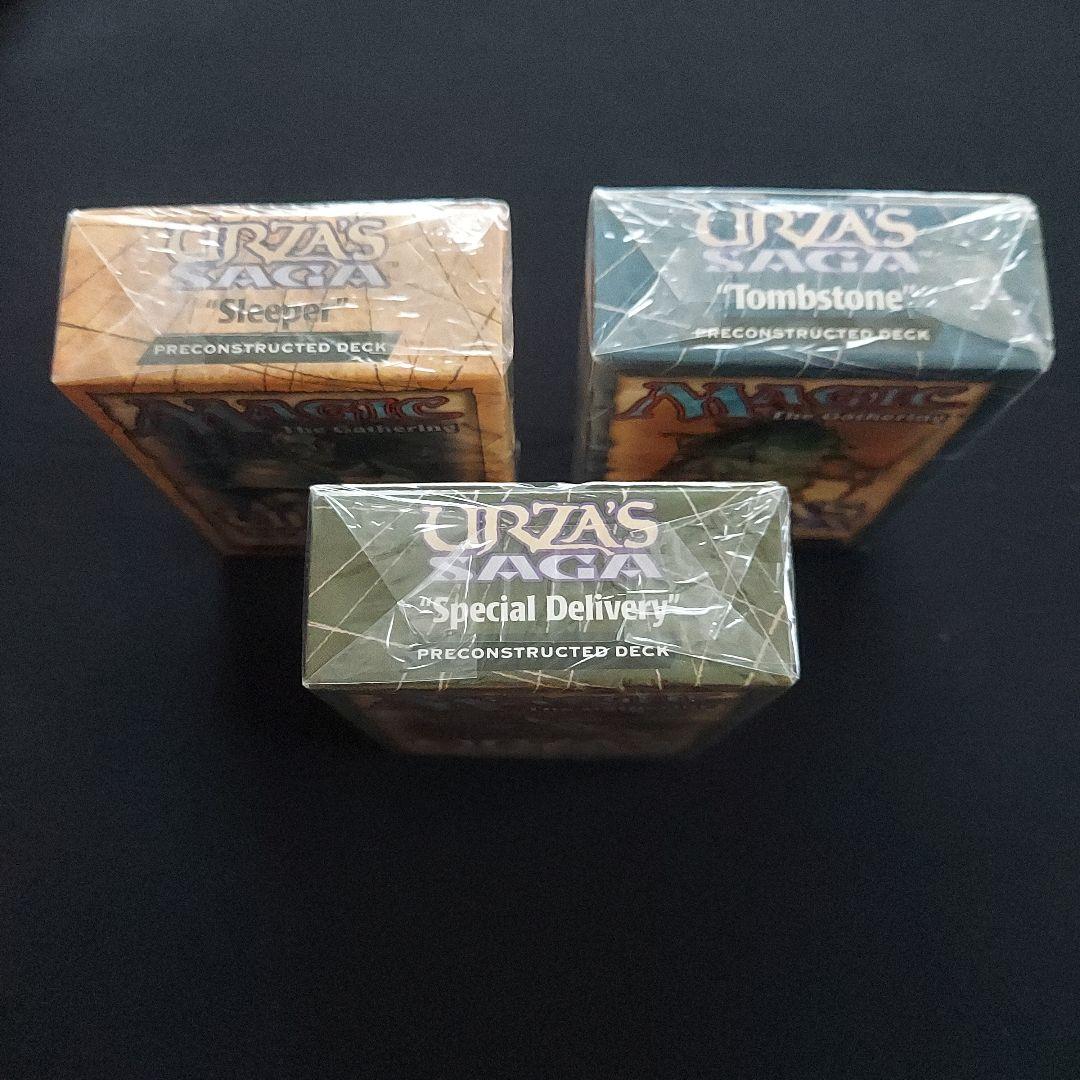 URZA'S
SAGA™
"Sleeper"
PRECONSTRUCTED DECK
MAGIC
The Gathering
URZA'S
SAGA
"Tombstone"
PRECONSTRUCTED DECK
MAGIC
The Gathering
URZA'S
SAGA
"Special Delivery"
PRECONSTRUCTED DECK